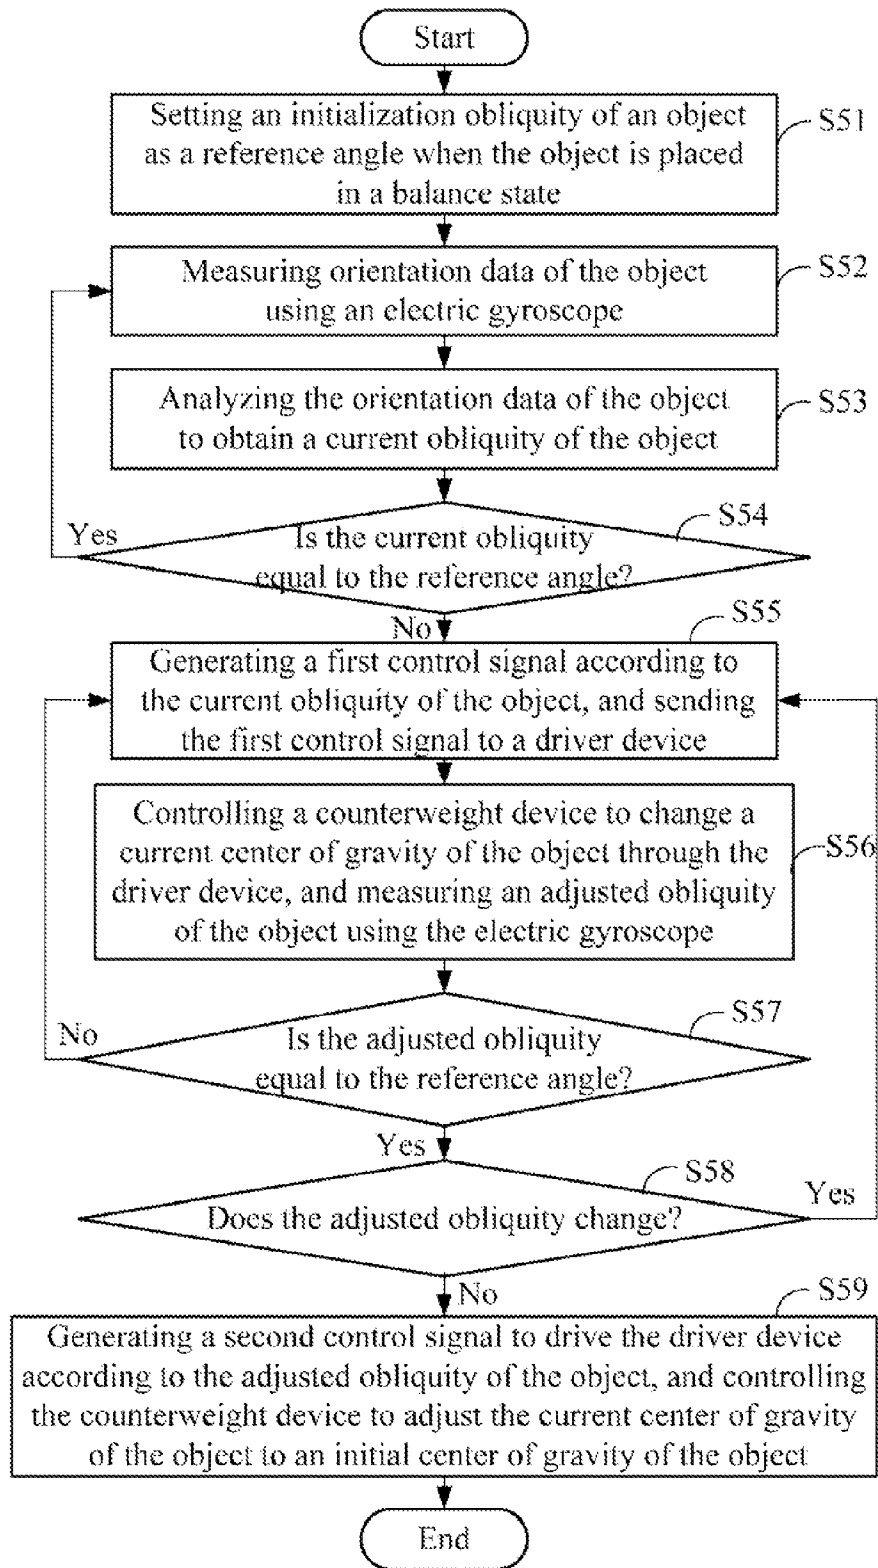 Start
Setting an initialization obliquity of an object
as a reference angle when the object is placed
in a balance state
S51
Measuring orientation data of the object
using an electric gyroscope
S52
Analyzing the orientation data of the object
to obtain a current obliquity of the object
S53
Yes
Is the current obliquity
equal to the reference angle?
S54
No
S55
Generating a first control signal according to
the current obliquity of the object, and sending
the first control signal to a driver device
Controlling a counterweight device to change a
current center of gravity of the object through the
driver device, and measuring an adjusted obliquity
of the object using the electric gyroscope
S56
No
Is the adjusted obliquity
equal to the reference angle?
S57
Yes
S58
Does the adjusted obliquity change?
Yes
No
S59
Generating a second control signal to drive the driver device
according to the adjusted obliquity of the object, and controlling
the counterweight device to adjust the current center of gravity
of the object to an initial center of gravity of the object
End